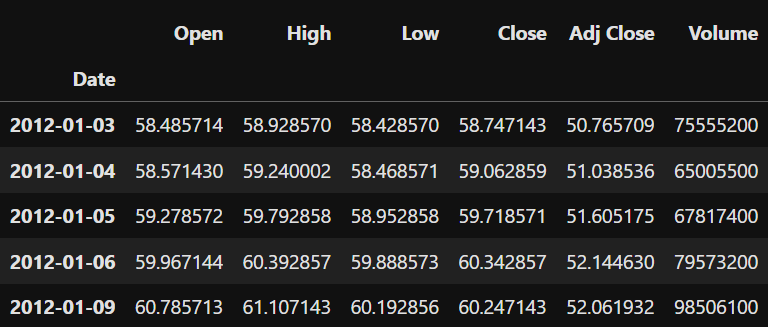 Open High Low Close Adj Close Volume
Date
2012-01-03 58.485714 58.928570 58.428570 58.747143 50.765709 75555200
2012-01-04 58.571430 59.240002 58.468571 59.062859 51.038536 65005500
2012-01-05 59.278572 59.792858 58.952858 59.718571 51.605175 67817400
2012-01-06 59.967144 60.392857 59.888573 60.342857 52.144630 79573200
2012-01-09 60.785713 61.107143 60.192856 60.247143 52.061932 98506100